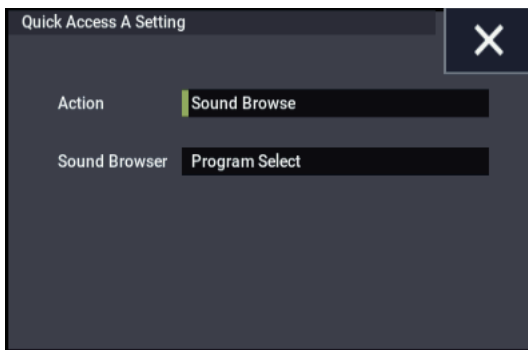 Quick Access A Setting
Action Sound Browse
Sound Browser Program Select